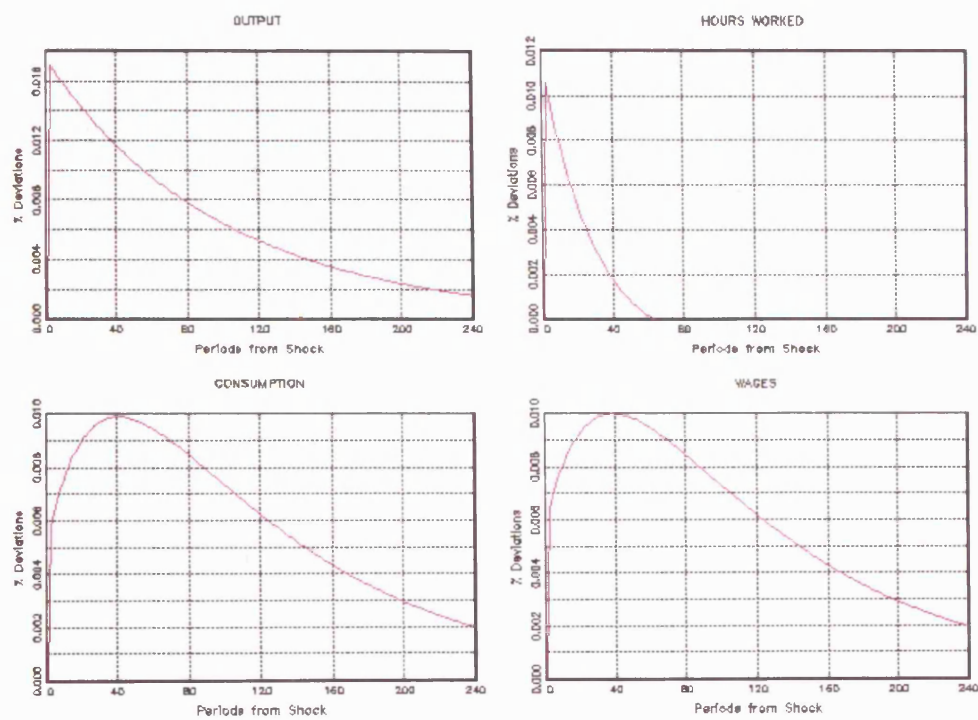 OUTPUT
% Deviations
0.016
0.012
0.008
0.004
0.000
0 40 80 120 160 200 240
Periods from Shock
HOURS WORKED
% Deviations
0.012
0.010
0.008
0.006
0.004
0.002
0.000
0 40 80 120 160 200 240
Periods from Shock
CONSUMPTION
% Deviations
0.010
0.008
0.006
0.004
0.002
0.000
0 40 80 120 160 200 240
Periods from Shock
WAGES
% Deviations
0.010
0.008
0.006
0.004
0.002
0.000
0 40 80 120 160 200 240
Periods from Shock